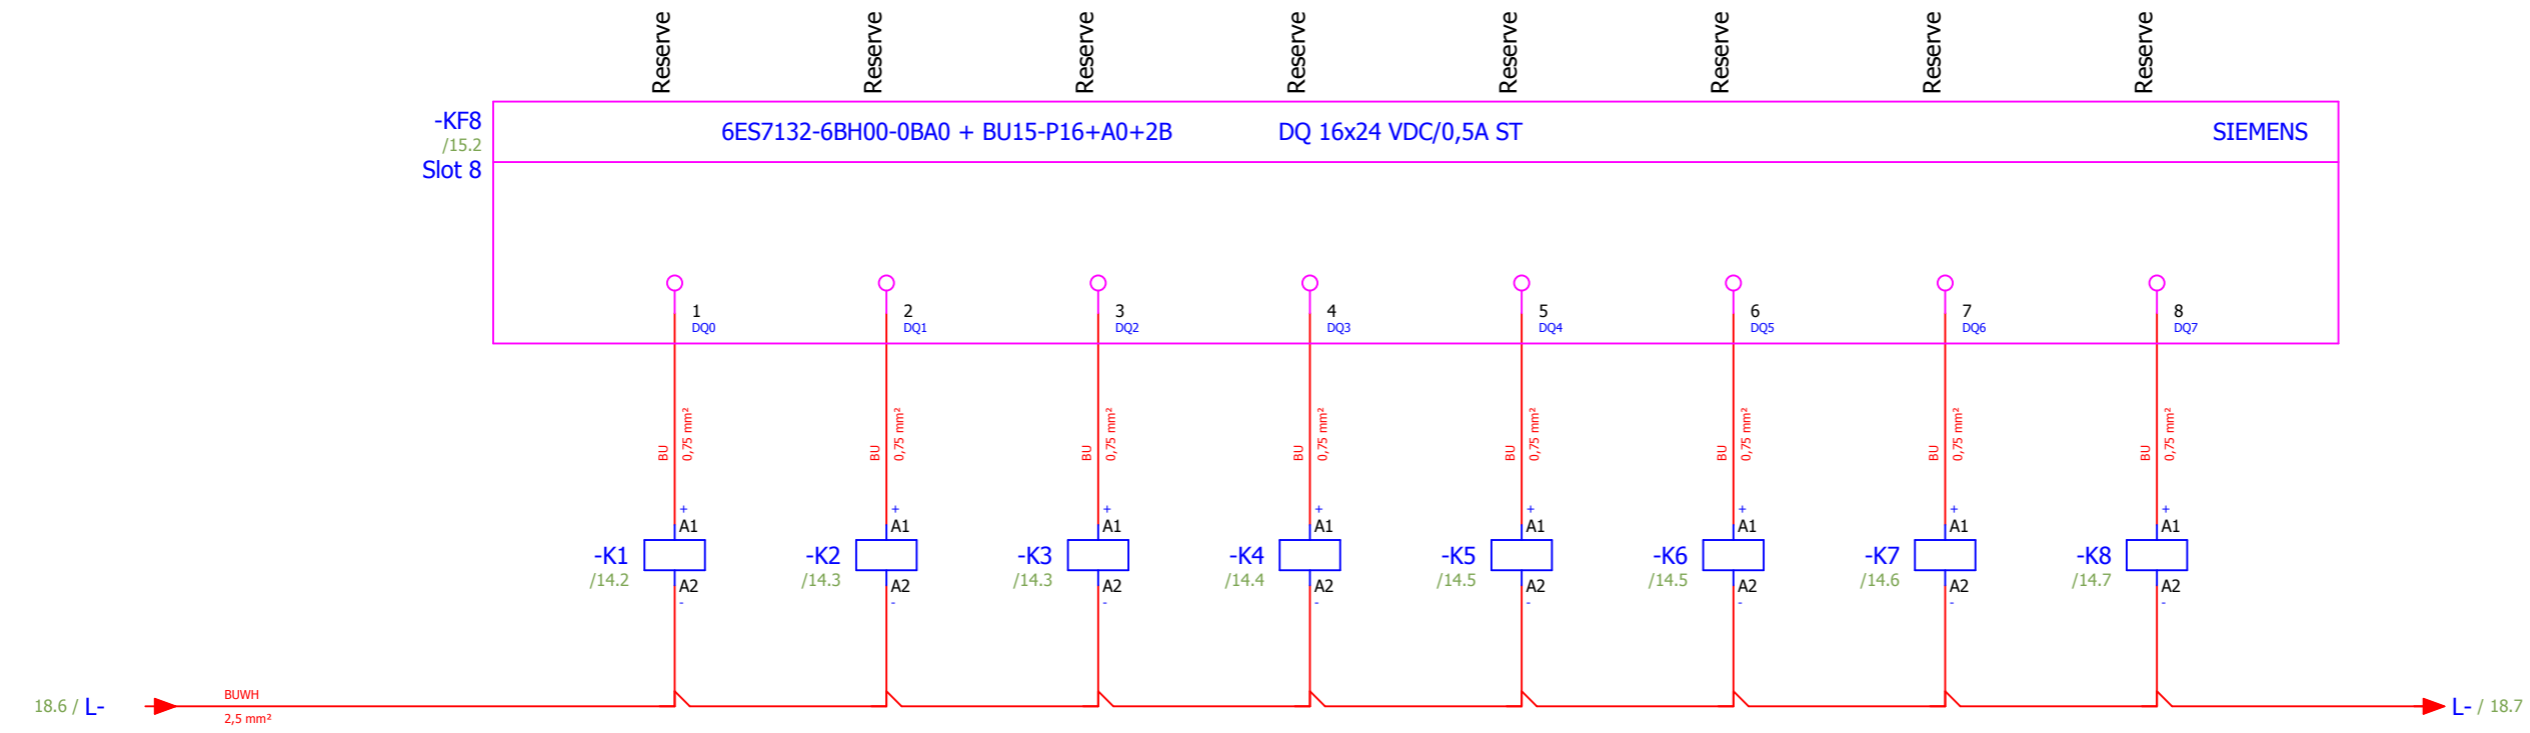 Reserve Reserve Reserve Reserve Reserve Reserve Reserve Reserve
-KF8 6ES7132-6BH00-0BA0 + BU15-P16+A0+2B DQ 16x24 VDC/0,5A ST SIEMENS
/15.2
Slot 8
1 2 3 4 5 6 7 8
DQ0 DQ1 DQ2 DQ3 DQ4 DQ5 DQ6 DQ7
BU 0,75 mm² BU 0,75 mm² BU 0,75 mm² BU 0,75 mm² BU 0,75 mm² BU 0,75 mm² BU 0,75 mm² BU 0,75 mm²
+ + + + + + + +
A1 A1 A1 A1 A1 A1 A1 A1
-K1 -K2 -K3 -K4 -K5 -K6 -K7 -K8
/14.2 /14.3 /14.3 /14.4 /14.5 /14.5 /14.6 /14.7
A2 A2 A2 A2 A2 A2 A2 A2
- - - - - - - -
BUWH
18.6 / L- L- / 18.7
2,5 mm²